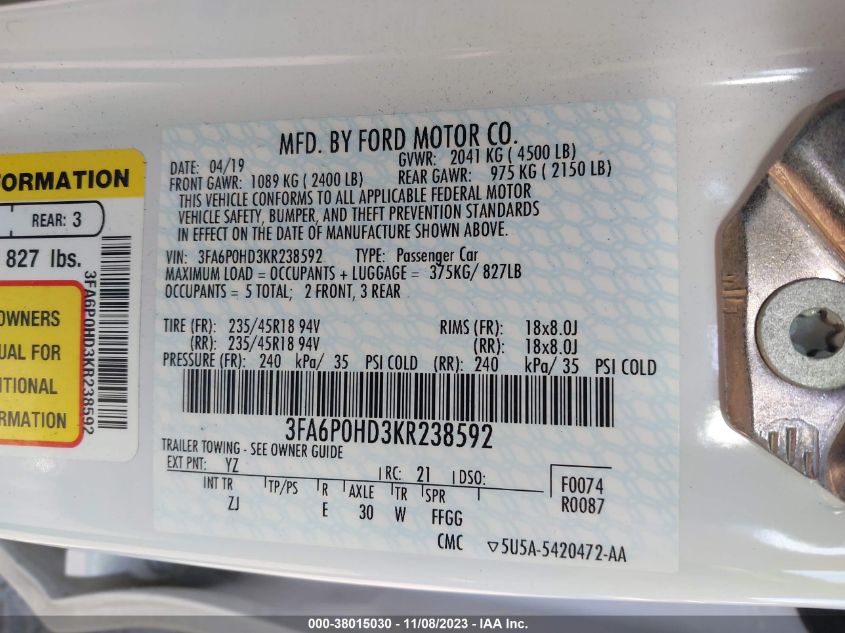 FORMATION
REAR: 3
827 lbs.
OWNERS
UAL FOR
ITIONAL
ORMATION
3FA6P0HD3KR238592
MFD. BY FORD MOTOR CO.
DATE: 04/19 GVWR: 2041 KG ( 4500 LB)
FRONT GAWR: 1089 KG ( 2400 LB) REAR GAWR: 975 KG ( 2150 LB)
THIS VEHICLE CONFORMS TO ALL APPLICABLE FEDERAL MOTOR
VEHICLE SAFETY, BUMPER, AND THEFT PREVENTION STANDARDS
IN EFFECT ON THE DATE OF MANUFACTURE SHOWN ABOVE.
VIN: 3FA6P0HD3KR238592 TYPE: Passenger Car
MAXIMUM LOAD = OCCUPANTS + LUGGAGE = 375KG/ 827LB
OCCUPANTS = 5 TOTAL; 2 FRONT, 3 REAR
TIRE (FR): 235/45R18 94V RIMS (FR): 18x8.0J
(RR): 235/45R18 94V (RR): 18x8.0J
PRESSURE (FR): 240 kPa/ 35 PSI COLD (RR): 240 kPa/ 35 PSI COLD
3FA6P0HD3KR238592
TRAILER TOWING - SEE OWNER GUIDE
EXT PNT: YZ RC: 21 DSO: F0074
INT TR TP/PS R AXLE TR SPR R0087
ZJ E 30 W FFGG
CMC ▽5U5A-5420472-AA
000-38015030 - 11/08/2023 - IAA Inc.